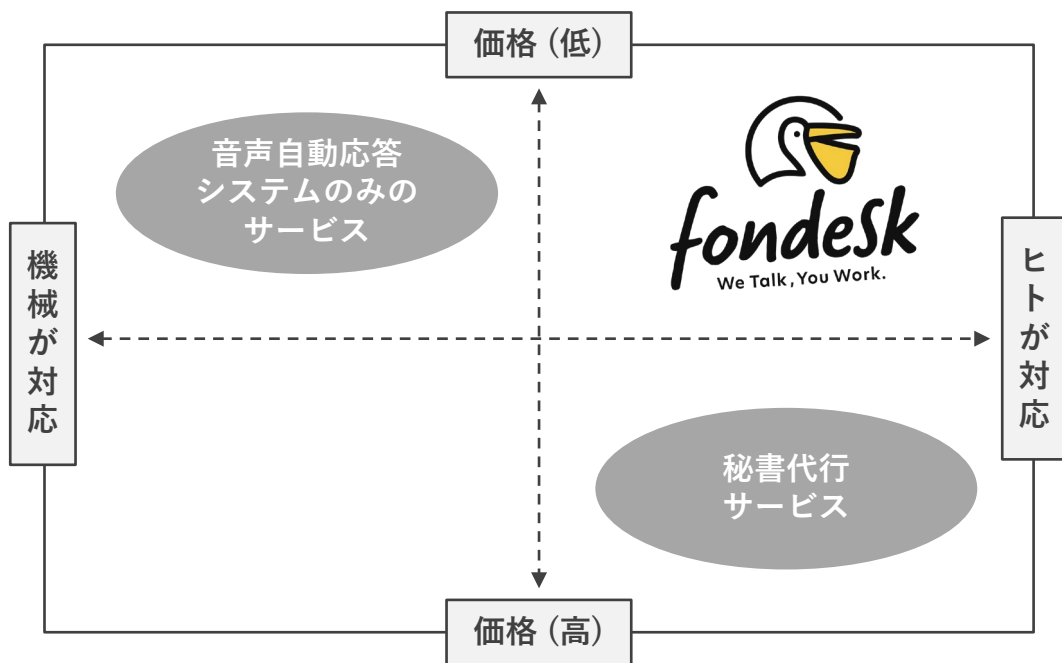 価格（低）
音声自動応答
システムのみの
サービス
fondesk
We Talk, You Work.
機械が対応
ヒトが対応
秘書代行
サービス
価格（高）